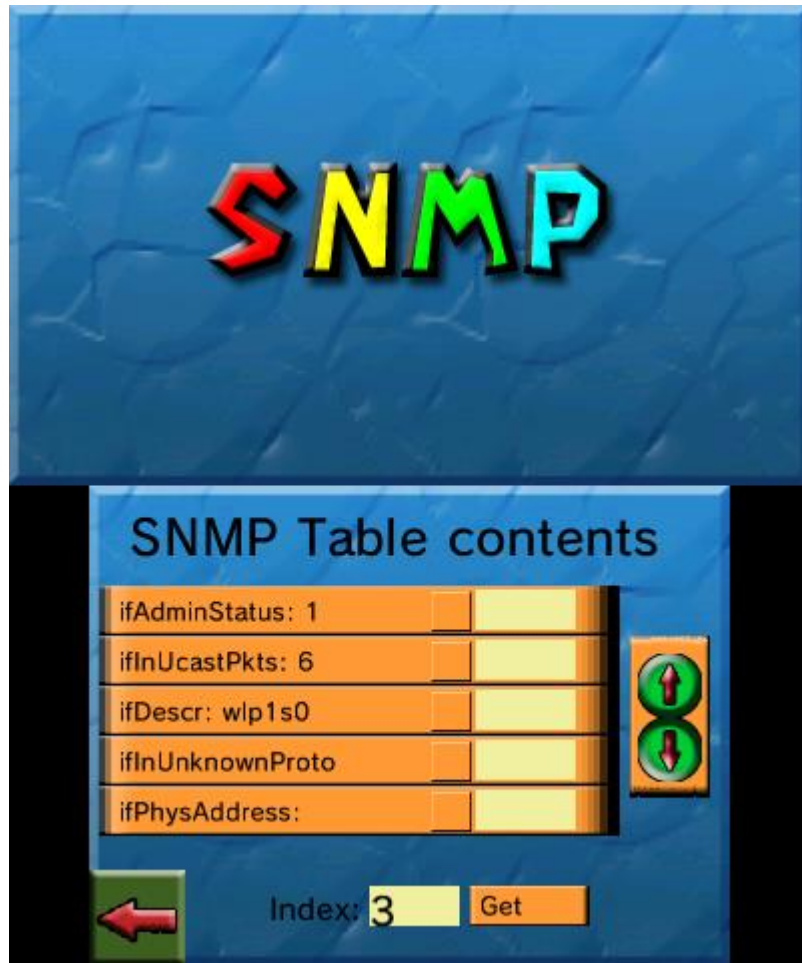 SNMP
SNMP Table contents
ifAdminStatus: 1
ifInUcastPkts: 6
ifDescr: wlp1s0
ifInUnknownProto
ifPhysAddress:
Index: 3 Get